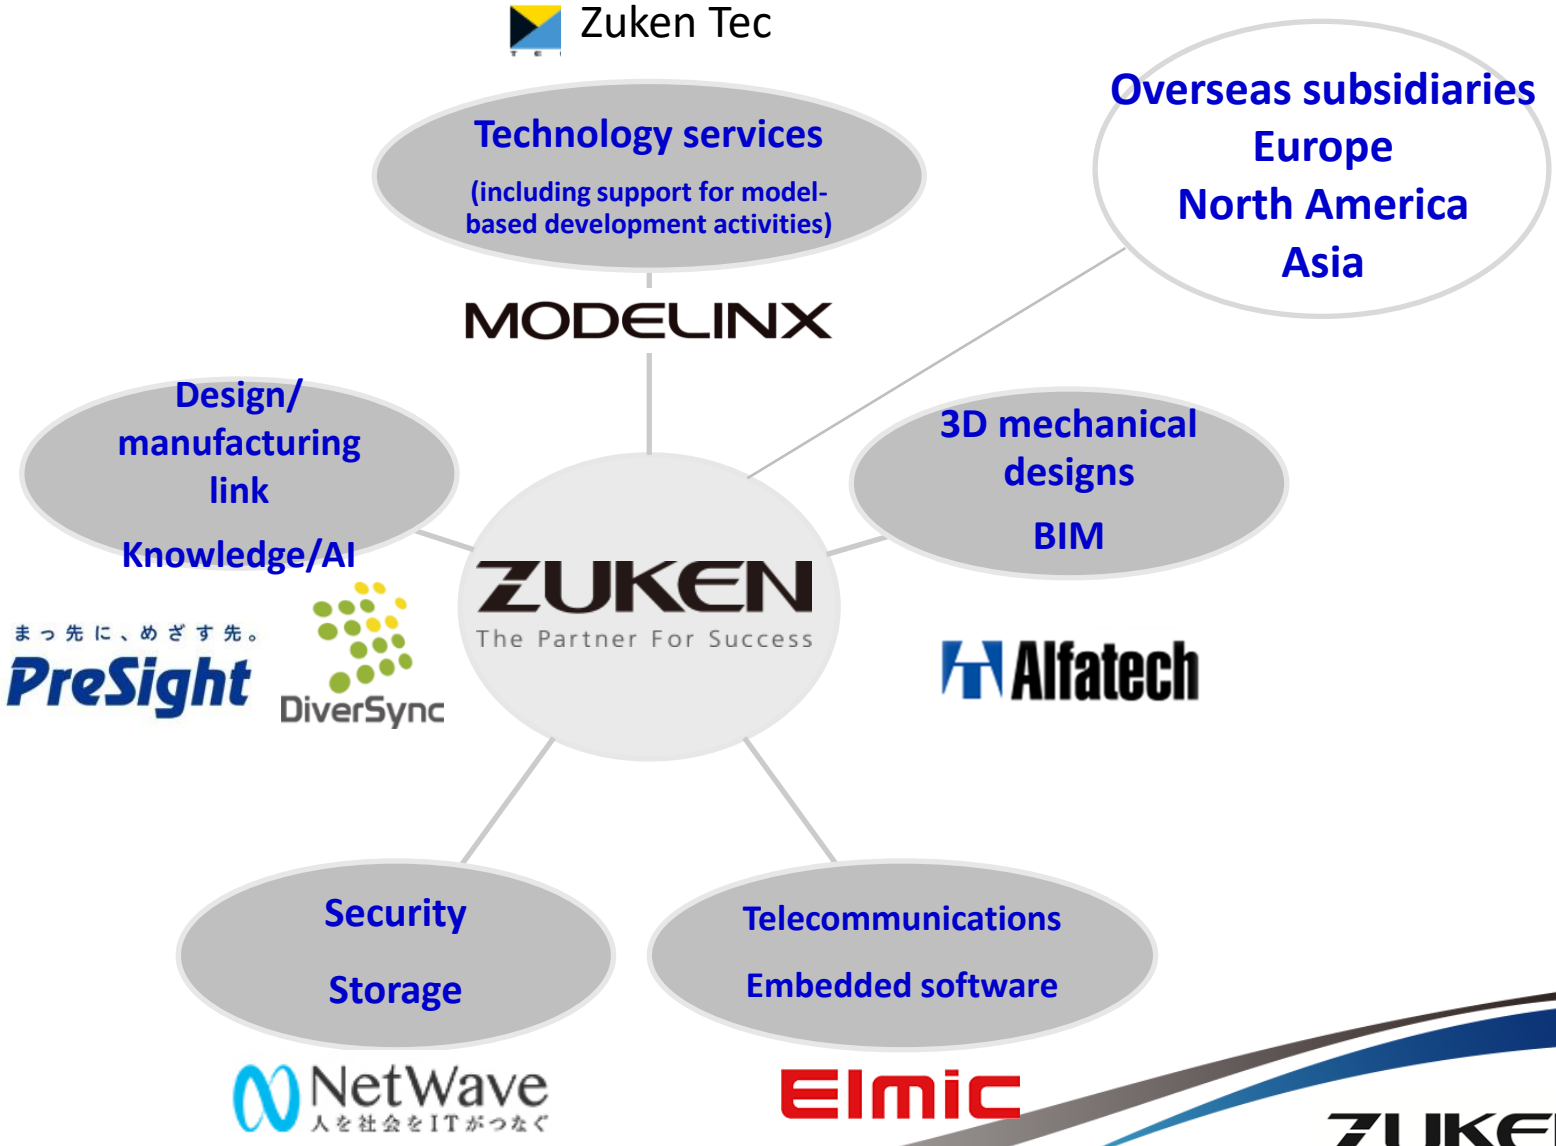 Zuken Tec
T E C
Technology services
(including support for model-
based development activities)
MODELINX
Overseas subsidiaries
Europe
North America
Asia
Design/
manufacturing
link
Knowledge/AI
まっ先に、めざす先。
PreSight
DiverSync
3D mechanical
designs
BIM
ZUKEN
The Partner For Success
Alfatech
Security
Storage
NetWave
人を社会をITがつなぐ
Telecommunications
Embedded software
Elmic
ZUKE